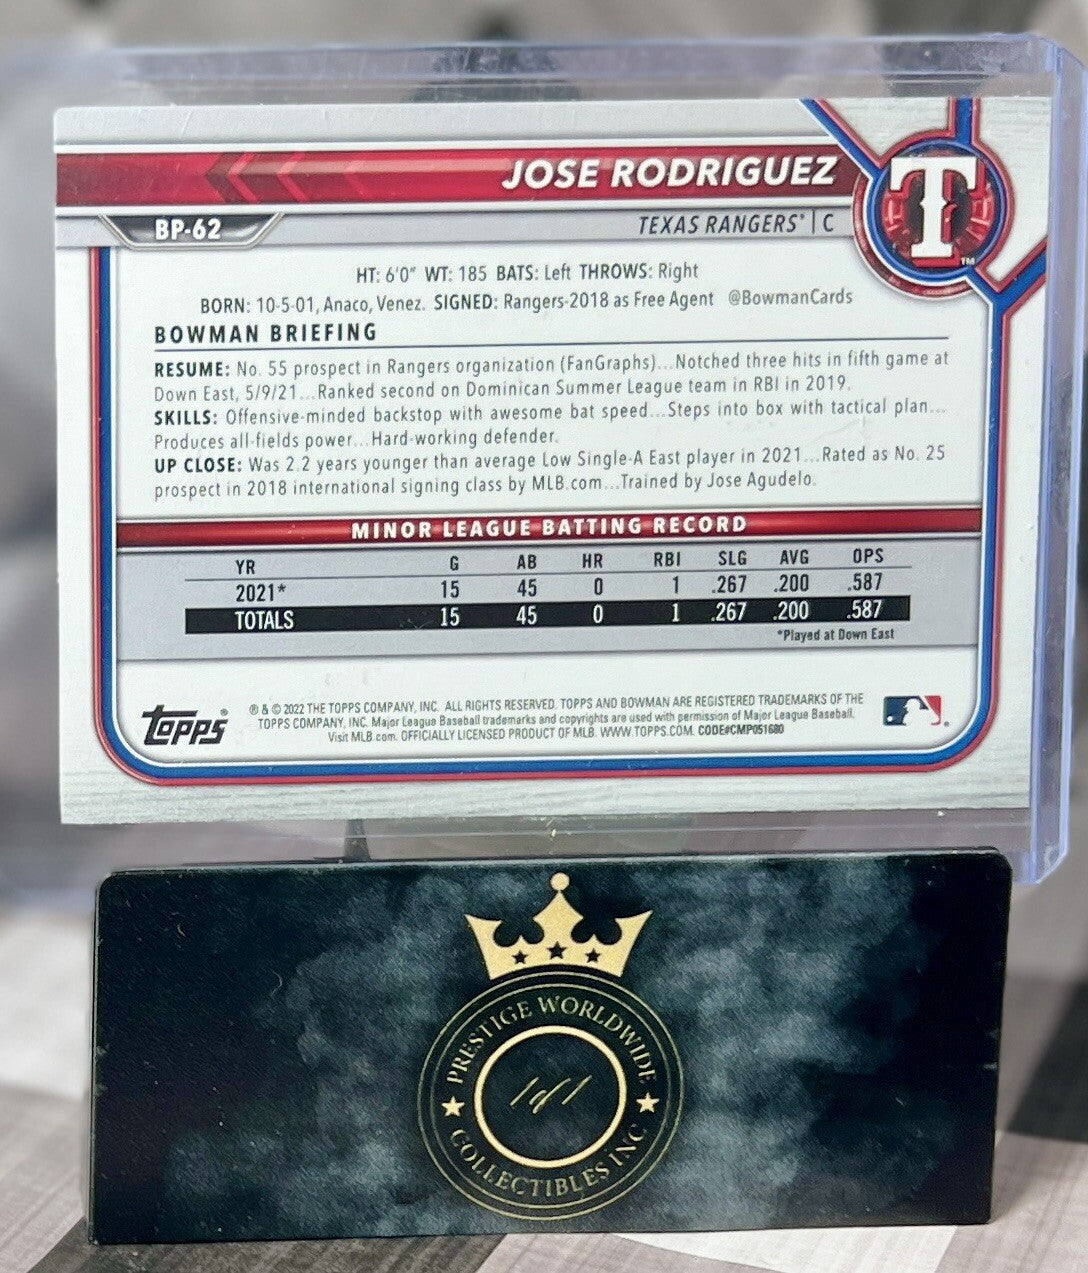 JOSE RODRIGUEZ
T
TM
BP-62
TEXAS RANGERS® | C
HT: 6'0" WT: 185 BATS: Left THROWS: Right
BORN: 10-5-01, Anaco, Venez. SIGNED: Rangers-2018 as Free Agent @BowmanCards
BOWMAN BRIEFING
RESUME: No. 55 prospect in Rangers organization (FanGraphs)...Notched three hits in fifth game at
Down East, 5/9/21...Ranked second on Dominican Summer League team in RBI in 2019.
SKILLS: Offensive-minded backstop with awesome bat speed...Steps into box with tactical plan...
Produces all-fields power...Hard-working defender.
UP CLOSE: Was 2.2 years younger than average Low Single-A East player in 2021...Rated as No. 25
prospect in 2018 international signing class by MLB.com...Trained by Jose Agudelo.
MINOR LEAGUE BATTING RECORD
YR G AB HR RBI SLG AVG OPS
2021* 15 45 0 1 .267 .200 .587
TOTALS 15 45 0 1 .267 .200 .587
*Played at Down East
TOPPS®
® & © 2022 THE TOPPS COMPANY, INC. ALL RIGHTS RESERVED. TOPPS AND BOWMAN ARE REGISTERED TRADEMARKS OF THE
TOPPS COMPANY, INC. Major League Baseball trademarks and copyrights are used with permission of Major League Baseball.
Visit MLB.com. OFFICIALLY LICENSED PRODUCT OF MLB. WWW.TOPPS.COM. CODE#CMP051680
PRESTIGE WORLDWIDE
1 of 1
COLLECTIBLES INC